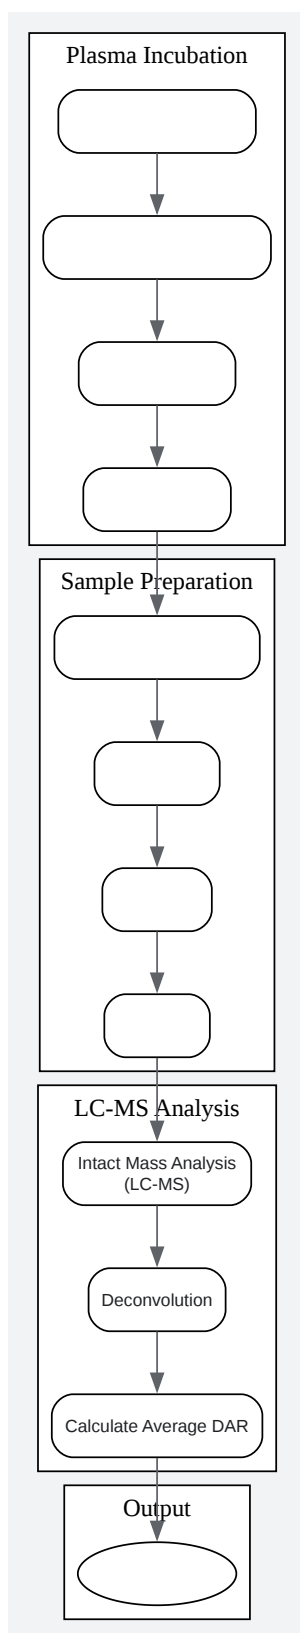 Plasma Incubation
Sample Preparation
LC-MS Analysis
Intact Mass Analysis
(LC-MS)
Deconvolution
Calculate Average DAR
Output